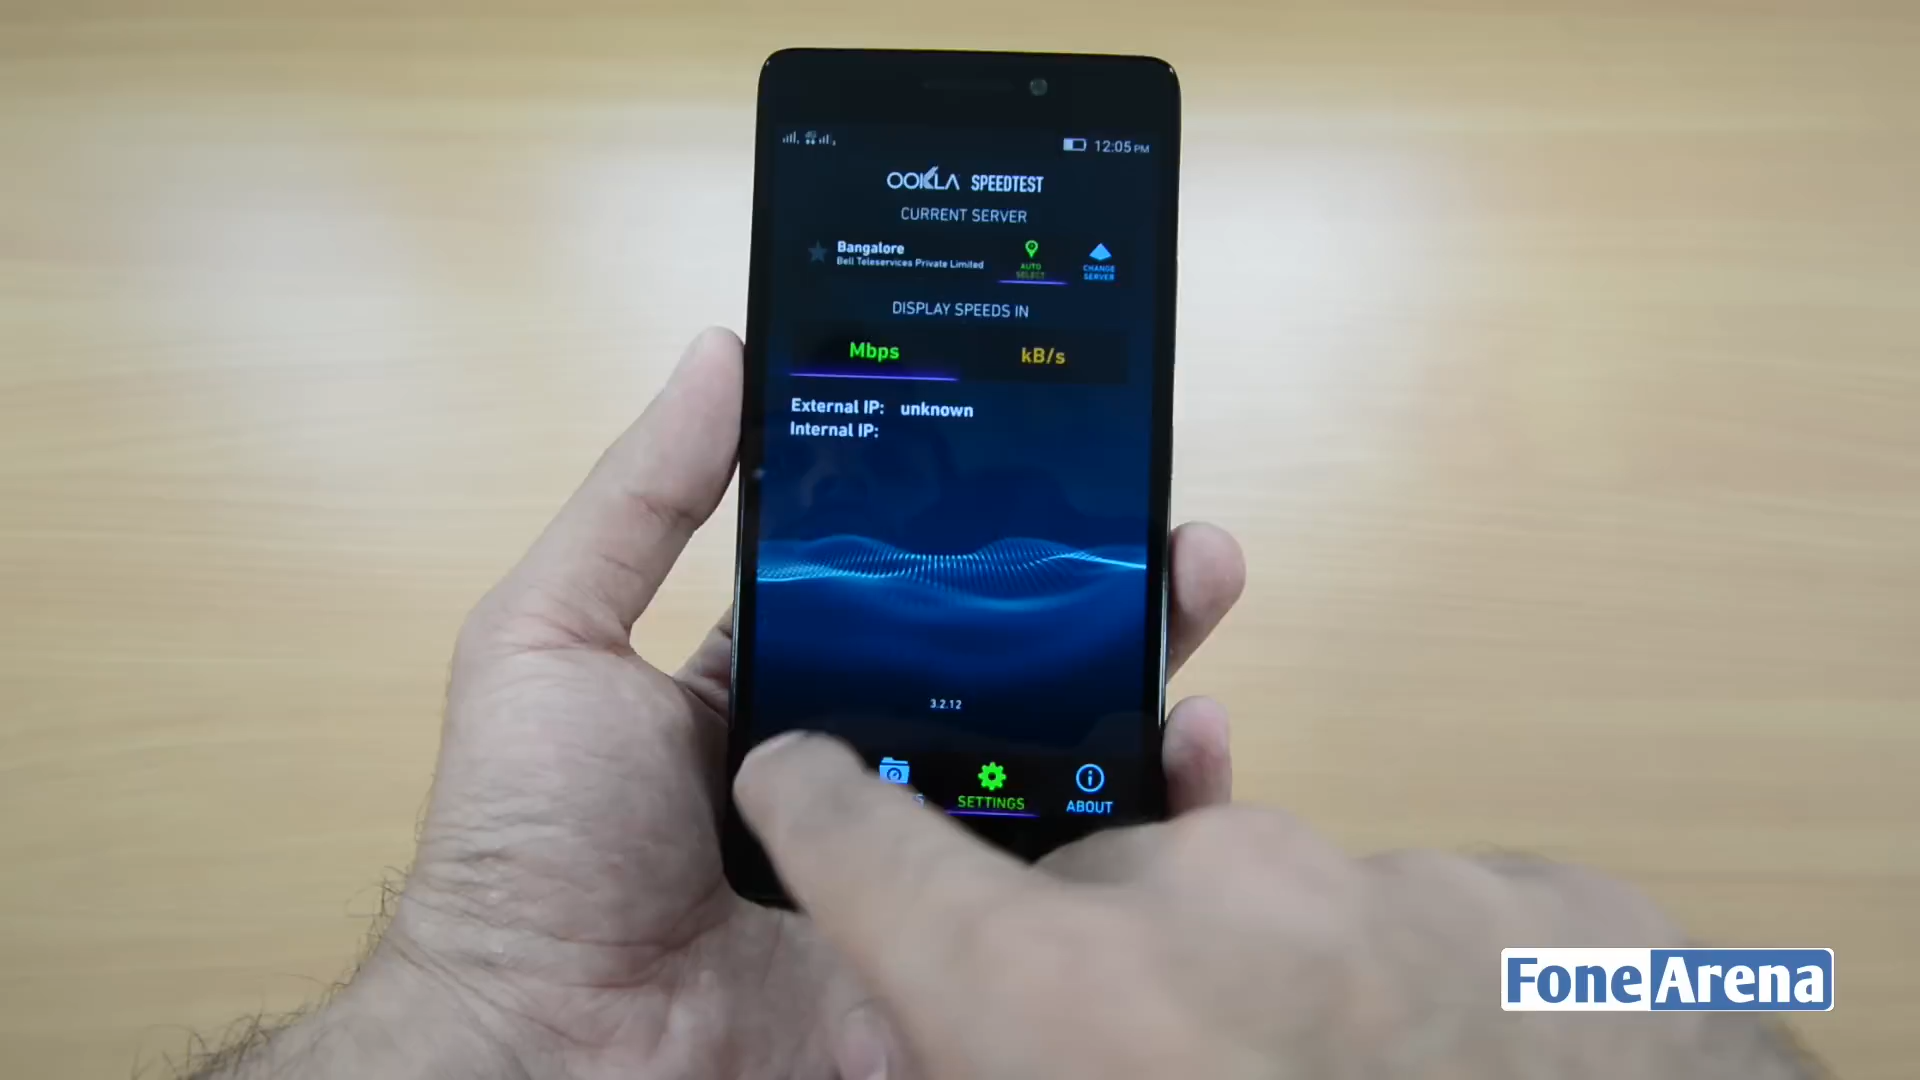 4G
12:05 PM
OOKLA SPEEDTEST
CURRENT SERVER
Bangalore
Bell Teleservices Private Limited
AUTO
SELECT
CHANGE
SERVER
DISPLAY SPEEDS IN
Mbps
kB/s
External IP: unknown
Internal IP:
3.2.12
SETTINGS
ABOUT
FoneArena